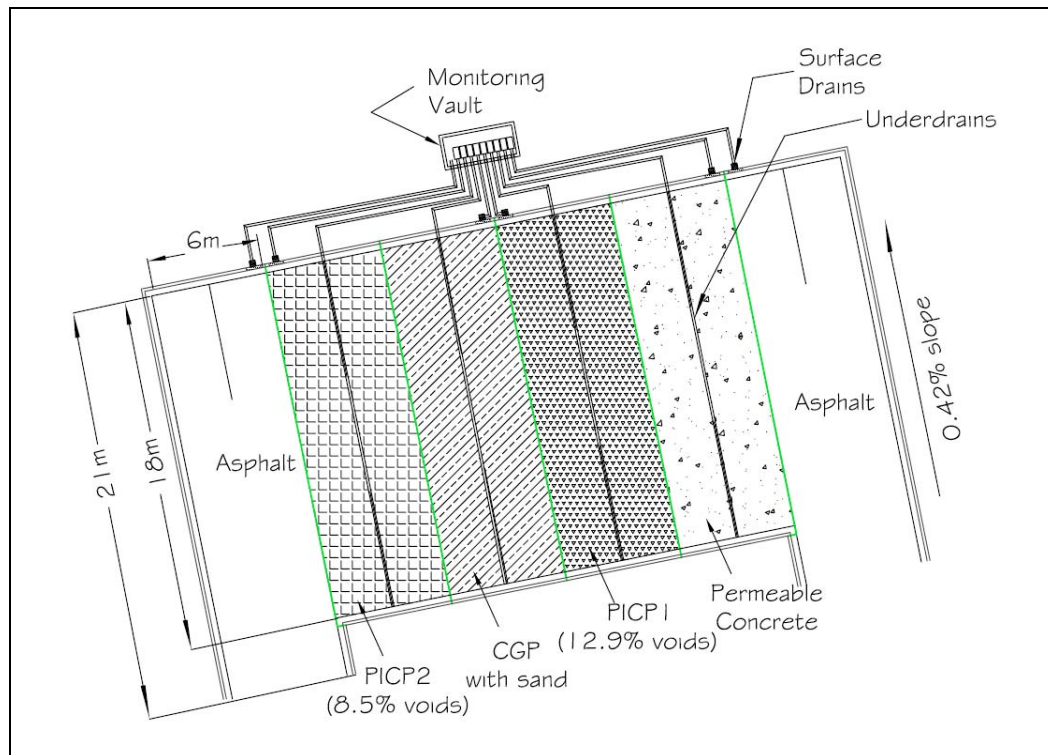 Monitoring
Vault
Surface
Drains
Underdrains
6m
21m
18m
Asphalt
Asphalt
0.42% slope
PICP2
(8.5% voids)
CGP
with sand
PICP1
(12.9% voids)
Permeable
Concrete